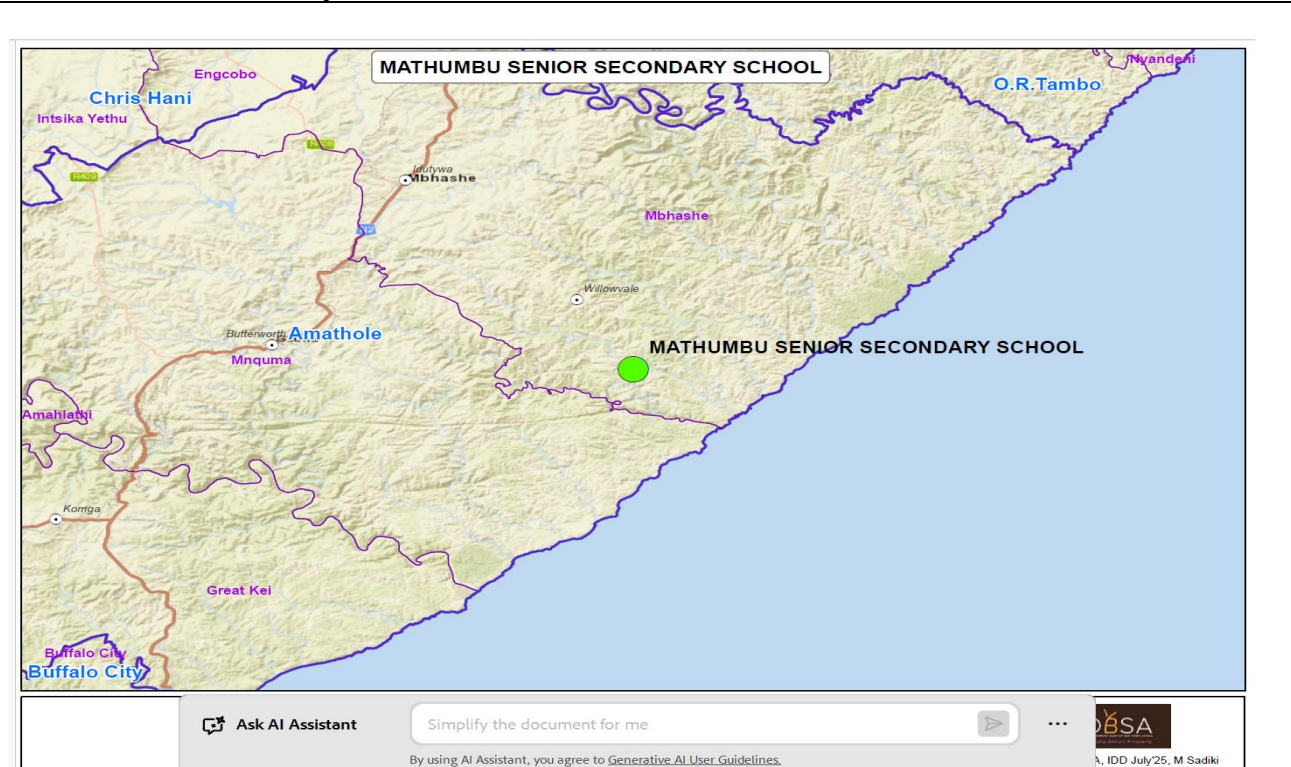 MATHUMBU SENIOR SECONDARY SCHOOL
Nyandeni
Engcobo
O.R.Tambo
Chris Hani
Intsika Yethu
R408
Idutywa
Mbhashe
R409
Mbhashe
Willowvale
Butterworth
Amathole
MATHUMBU SENIOR SECONDARY SCHOOL
Mnquma
Amahlathi
Komga
Great Kei
Buffalo City
Buffalo City
Ask AI Assistant
Simplify the document for me
By using AI Assistant, you agree to Generative AI User Guidelines.
, IDD July'25, M Sadiki